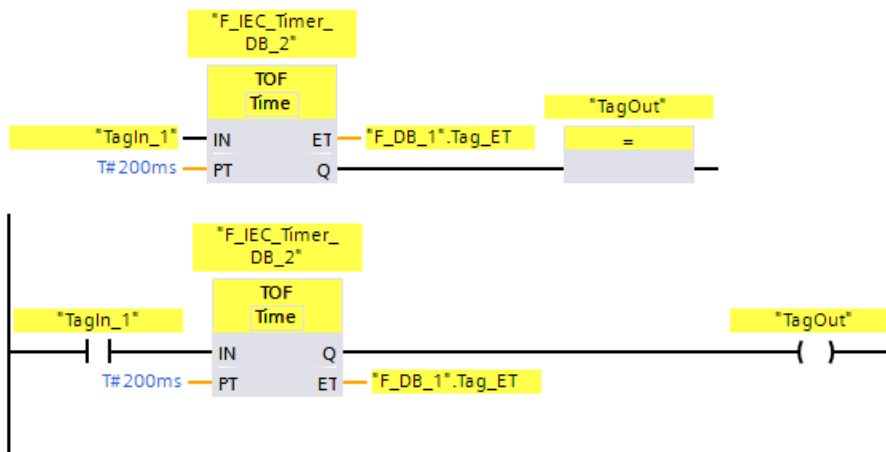 "F_IEC_Timer_
DB_2"
TOF
Time
"TagOut"
"TagIn_1"
IN
ET
"F_DB_1".Tag_ET
=
T#200ms
PT
Q
"F_IEC_Timer_
DB_2"
TOF
Time
"TagIn_1"
"TagOut"
IN
Q
( )
T#200ms
PT
ET
"F_DB_1".Tag_ET